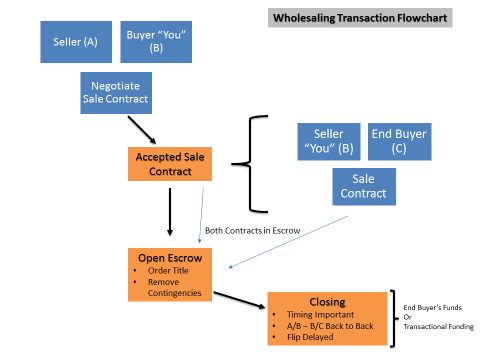 Wholesaling Transaction Flowchart
Seller (A)
Buyer “You”
(B)
Negotiate
Sale Contract
Accepted Sale
Contract
Seller
“You” (B)
End Buyer
(C)
Sale
Contract
Both Contracts in Escrow
Open Escrow
• Order Title
• Remove
Contingencies
Closing
• Timing Important
• A/B – B/C Back to Back
• Flip Delayed
End Buyer’s Funds
Or
Transactional Funding